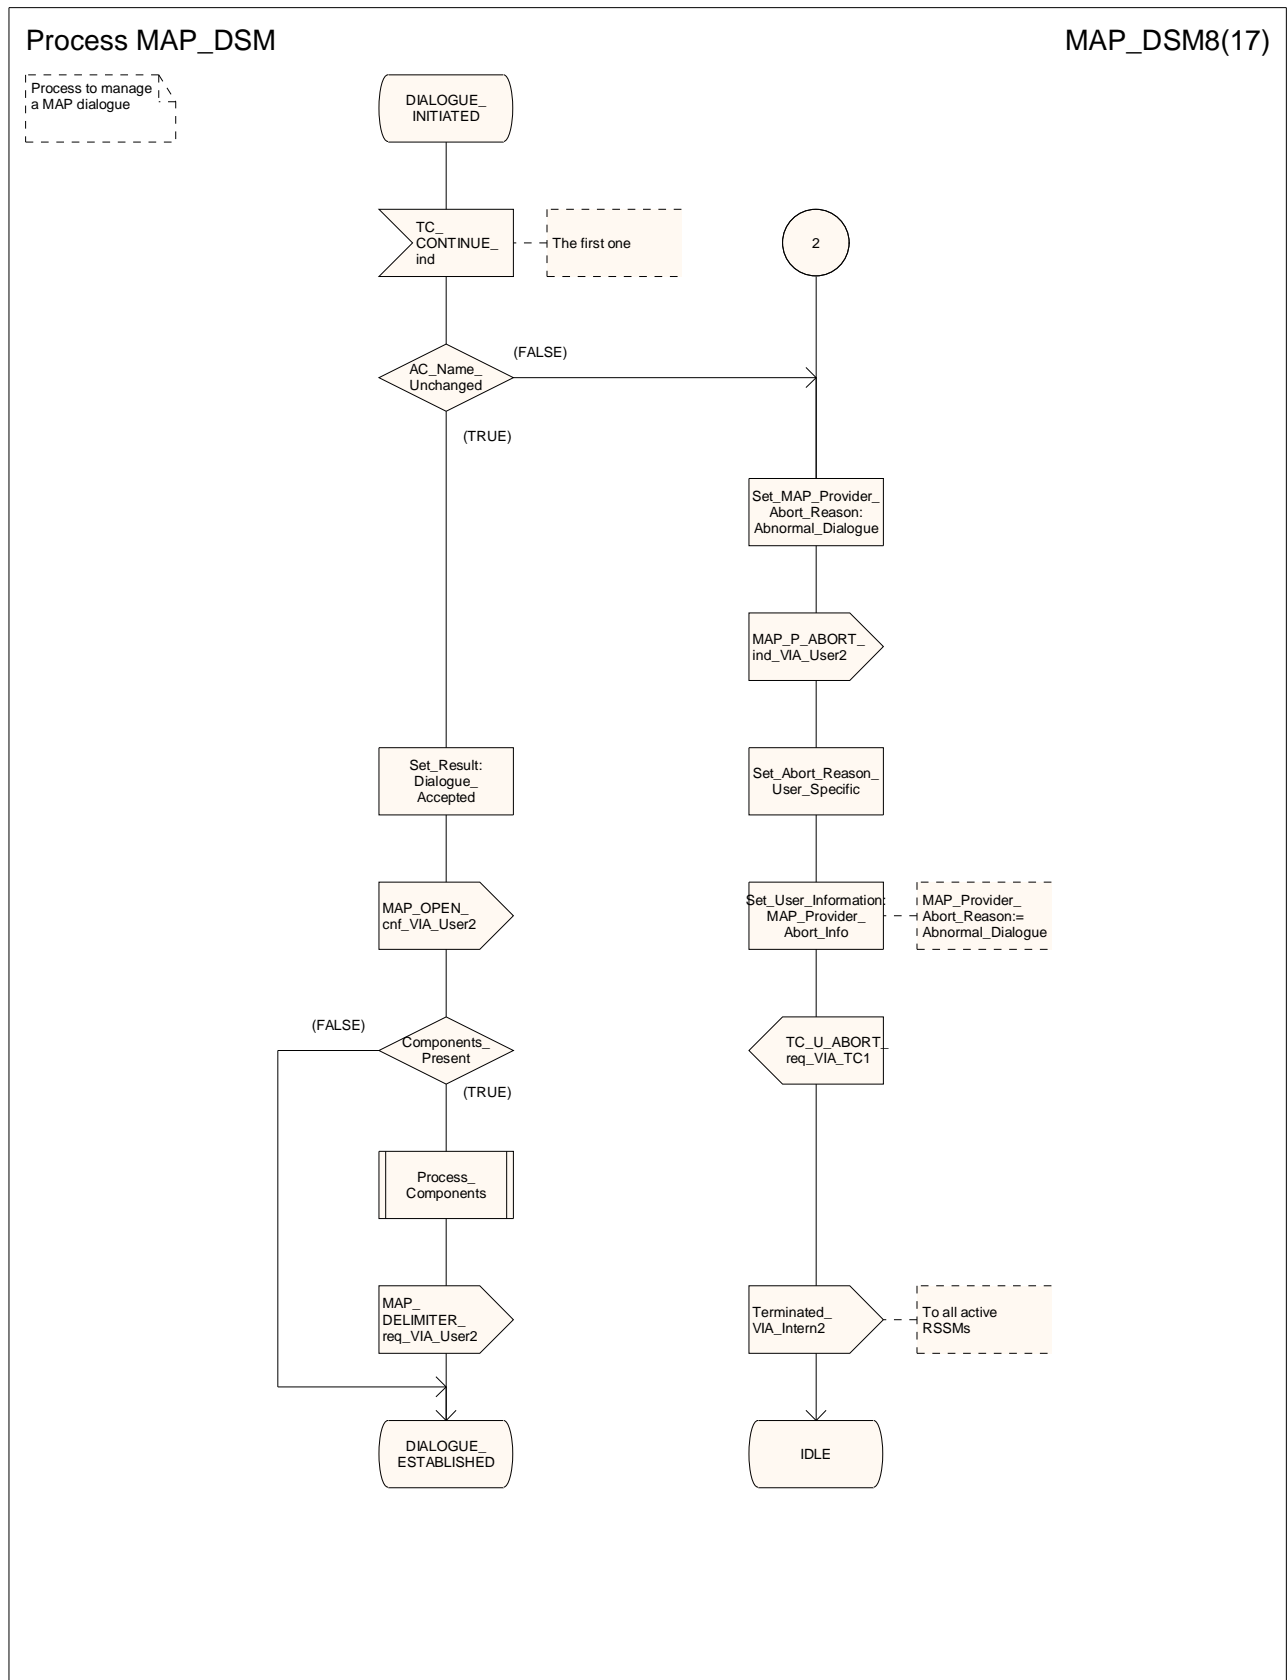 Process MAP_DSM
MAP_DSM8(17)
Process to manage
a MAP dialogue
DIALOGUE_
INITIATED
TC_
CONTINUE_
ind
The first one
2
AC_Name_
Unchanged
(FALSE)
(TRUE)
Set_MAP_Provider_
Abort_Reason:
Abnormal_Dialogue
MAP_P_ABORT_
ind_VIA_User2
Set_Result:
Dialogue_
Accepted
Set_Abort_Reason_
User_Specific
MAP_OPEN_
cnf_VIA_User2
Set_User_Information:
MAP_Provider_
Abort_Info
MAP_Provider_
Abort_Reason:=
Abnormal_Dialogue
(FALSE)
Components_
Present
(TRUE)
TC_U_ABORT_
req_VIA_TC1
Process_
Components
MAP_
DELIMITER_
req_VIA_User2
Terminated_
VIA_Intern2
To all active
RSSMs
DIALOGUE_
ESTABLISHED
IDLE